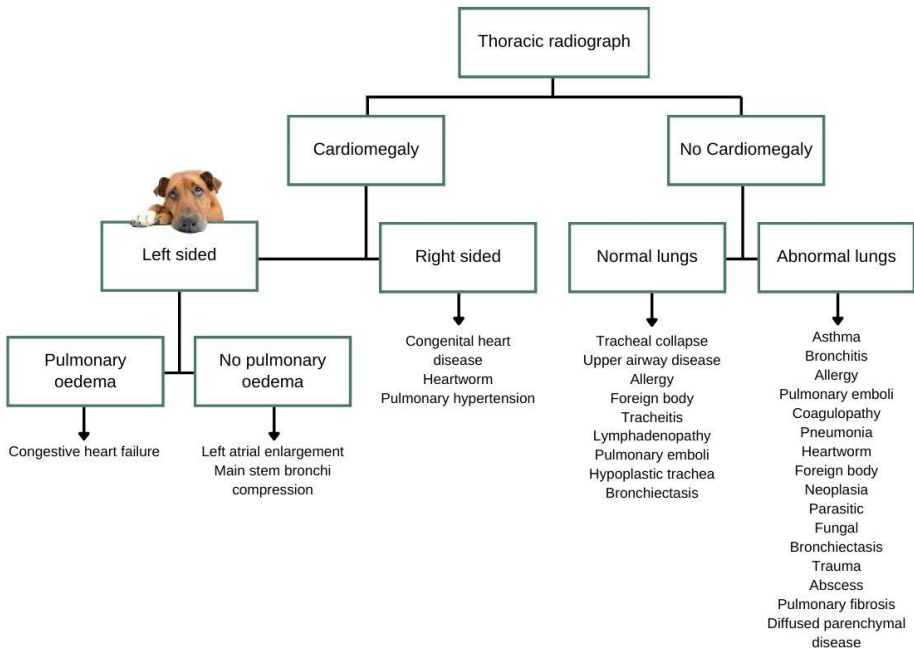 Thoracic radiograph
Cardiomegaly
No Cardiomegaly
Left sided
Right sided
Normal lungs
Abnormal lungs
Pulmonary
oedema
No pulmonary
oedema
Congestive heart failure
Left atrial enlargement
Main stem bronchi
compression
Congenital heart
disease
Heartworm
Pulmonary hypertension
Tracheal collapse
Upper airway disease
Allergy
Foreign body
Tracheitis
Lymphadenopathy
Pulmonary emboli
Hypoplastic trachea
Bronchiectasis
Asthma
Bronchitis
Allergy
Pulmonary emboli
Coagulopathy
Pneumonia
Heartworm
Foreign body
Neoplasia
Parasitic
Fungal
Bronchiectasis
Trauma
Abscess
Pulmonary fibrosis
Diffused parenchymal
disease